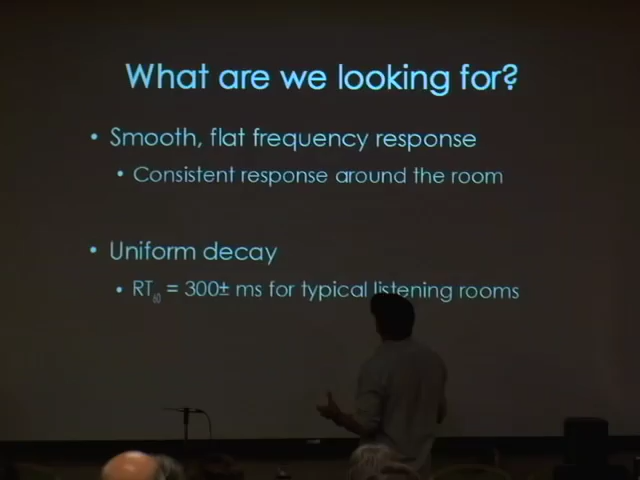 What are we looking for?
• Smooth, flat frequency response
• Consistent response around the room
• Uniform decay
• RT60 = 300± ms for typical listening rooms